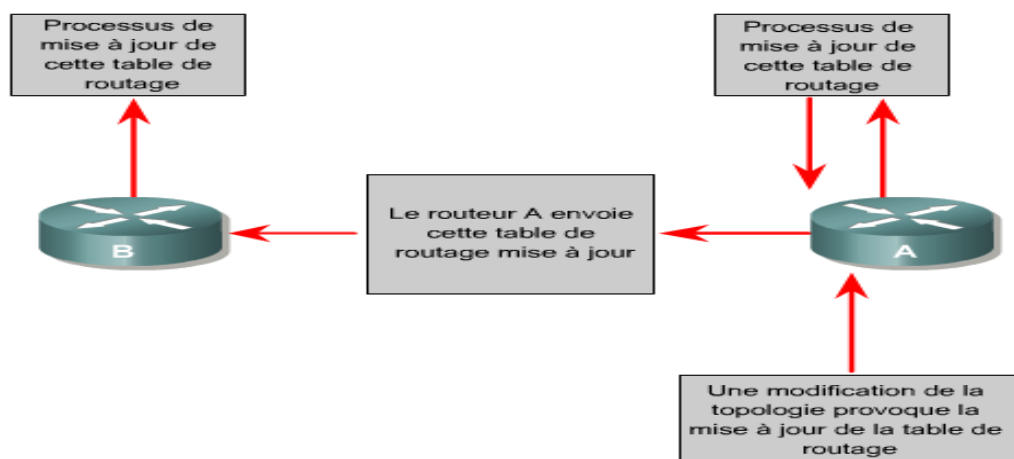 Processus de
mise à jour de
cette table de
routage
Processus de
mise à jour de
cette table de
routage
Le routeur A envoie
cette table de
routage mise à jour
B
A
Une modification de la
topologie provoque la
mise à jour de la table de
routage